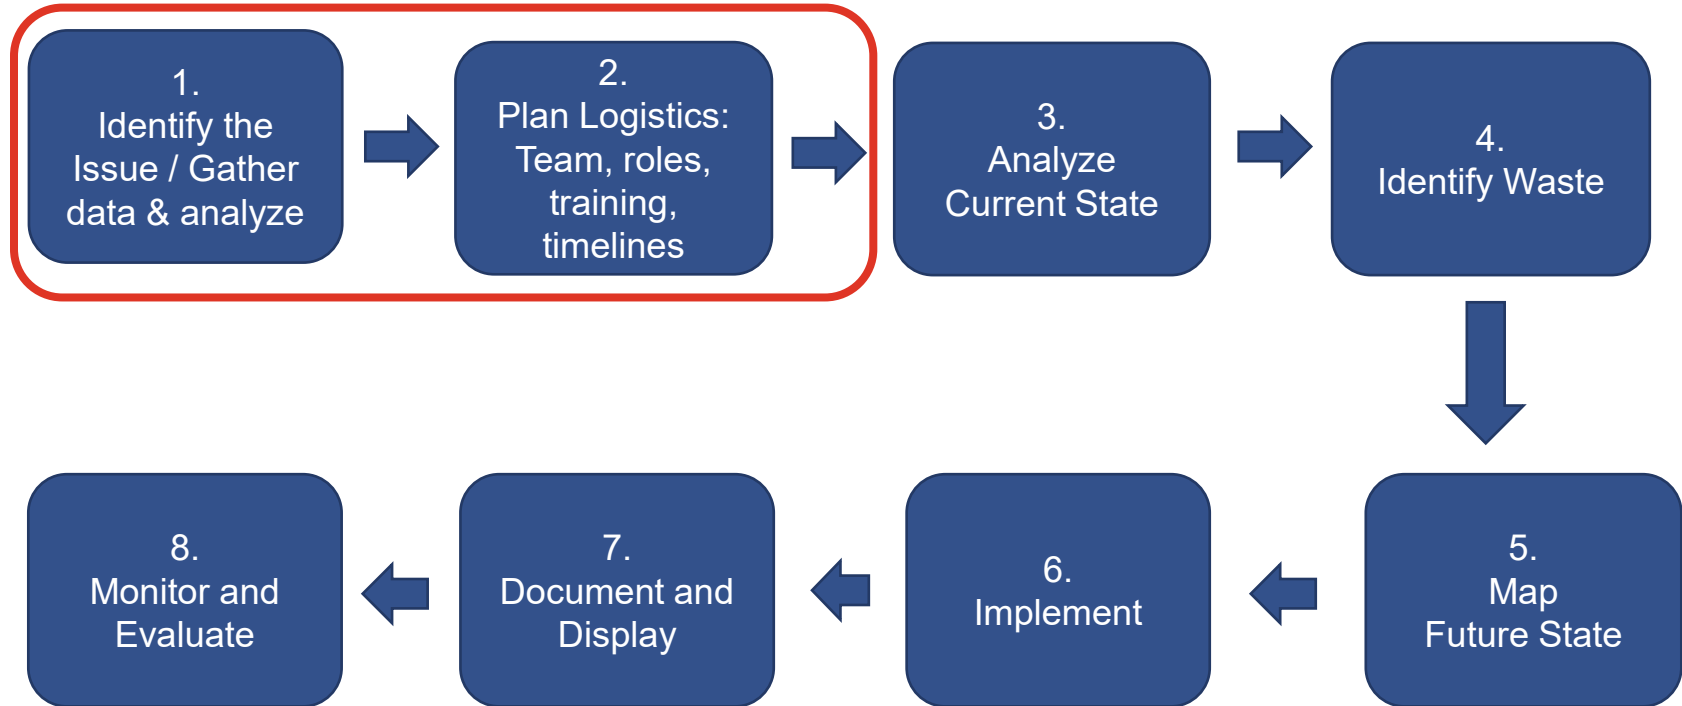 1.
Identify the
Issue / Gather
data & analyze
2.
Plan Logistics:
Team, roles,
training,
timelines
3.
Analyze
Current State
4.
Identify Waste
5.
Map
Future State
6.
Implement
7.
Document and
Display
8.
Monitor and
Evaluate